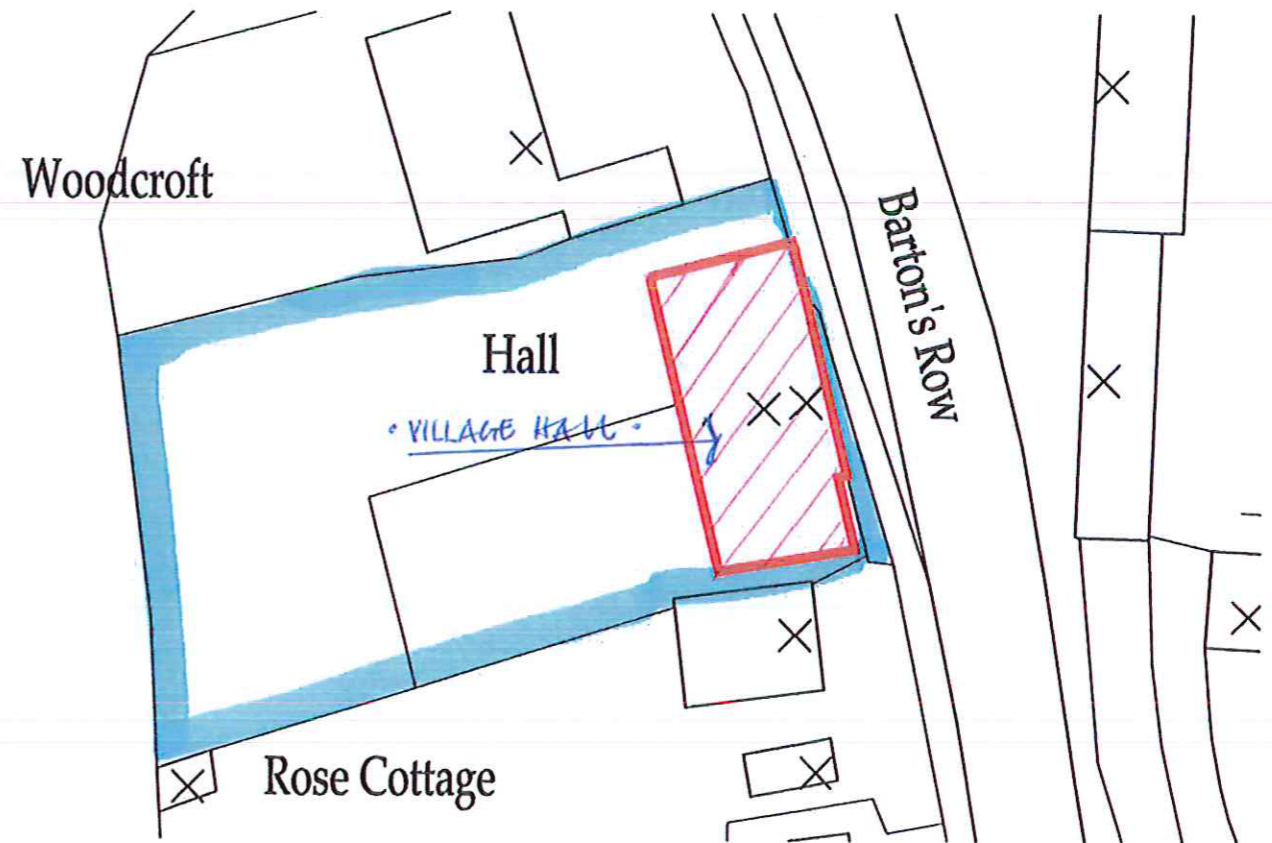 Woodcroft
Barton's Row
Hall
• VILLAGE HALL •
Rose Cottage